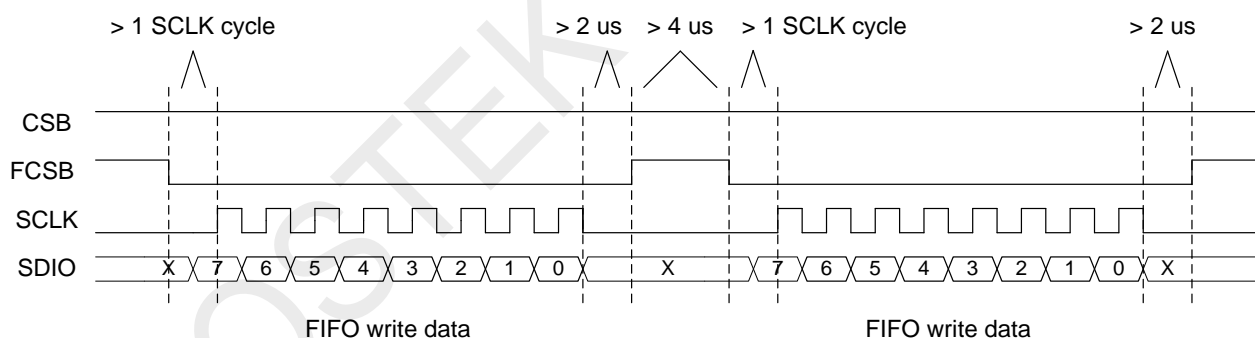 > 1 SCLK cycle > 2 us > 4 us > 1 SCLK cycle > 2 us
CSB
FCSB
SCLK
SDIO X 7 6 5 4 3 2 1 0 X 7 6 5 4 3 2 1 0 X
FIFO write data FIFO write data
OSTEK